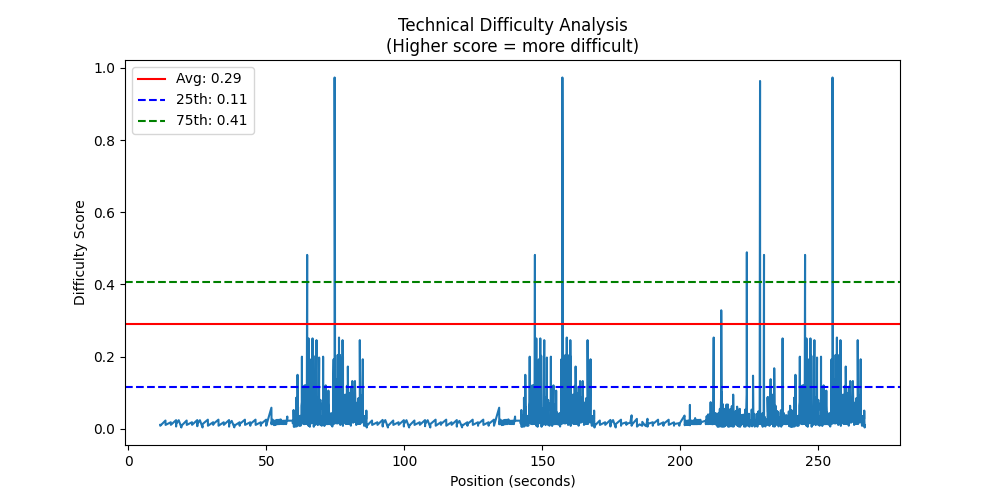 Technical Difficulty Analysis
(Higher score = more difficult)
Avg: 0.29
25th: 0.11
75th: 0.41
Difficulty Score
1.0
0.8
0.6
0.4
0.2
0.0
0 50 100 150 200 250
Position (seconds)